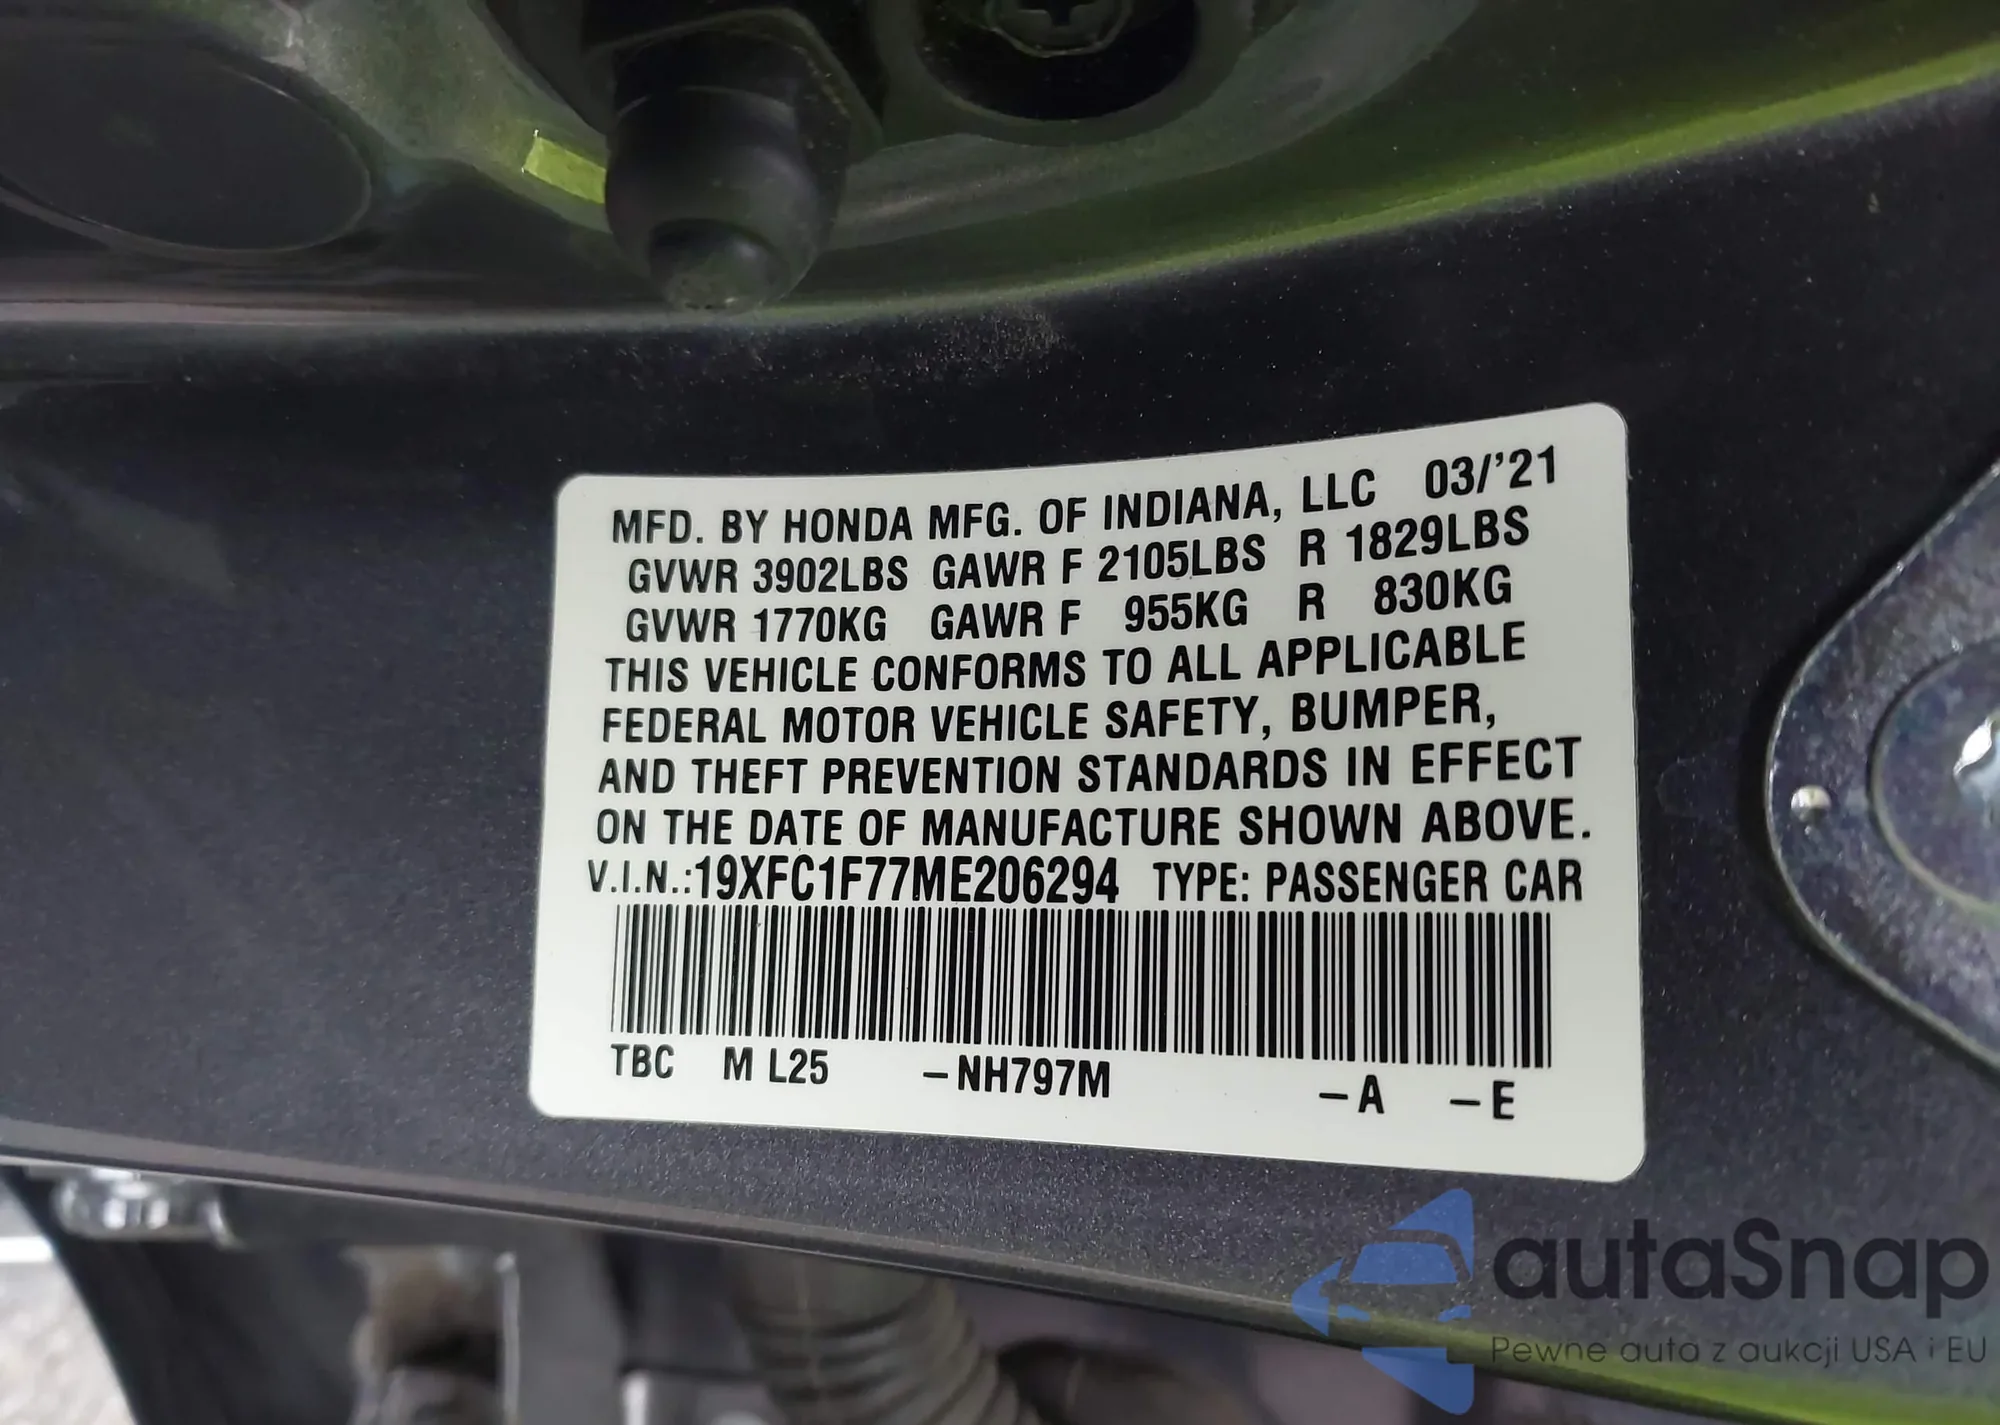 MFD. BY HONDA MFG. OF INDIANA, LLC 03/'21
GVWR 3902LBS GAWR F 2105LBS R 1829LBS
GVWR 1770KG GAWR F 955KG R 830KG
THIS VEHICLE CONFORMS TO ALL APPLICABLE
FEDERAL MOTOR VEHICLE SAFETY, BUMPER,
AND THEFT PREVENTION STANDARDS IN EFFECT
ON THE DATE OF MANUFACTURE SHOWN ABOVE.
V.I.N.:19XFC1F77ME206294 TYPE: PASSENGER CAR
TBC M L25 –NH797M –A –E
autaSnap
Pewne auta z aukcji USA i EU